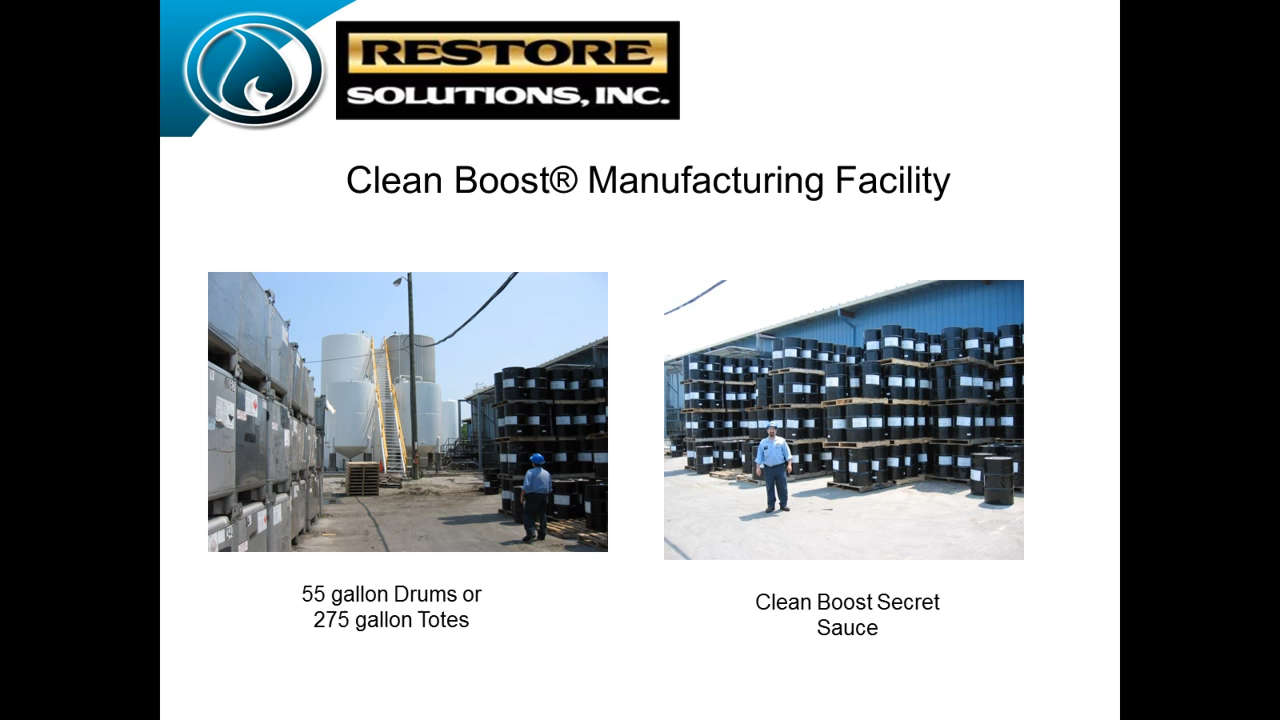 RESTORE
SOLUTIONS, INC.
Clean Boost® Manufacturing Facility
55 gallon Drums or
275 gallon Totes
Clean Boost Secret
Sauce